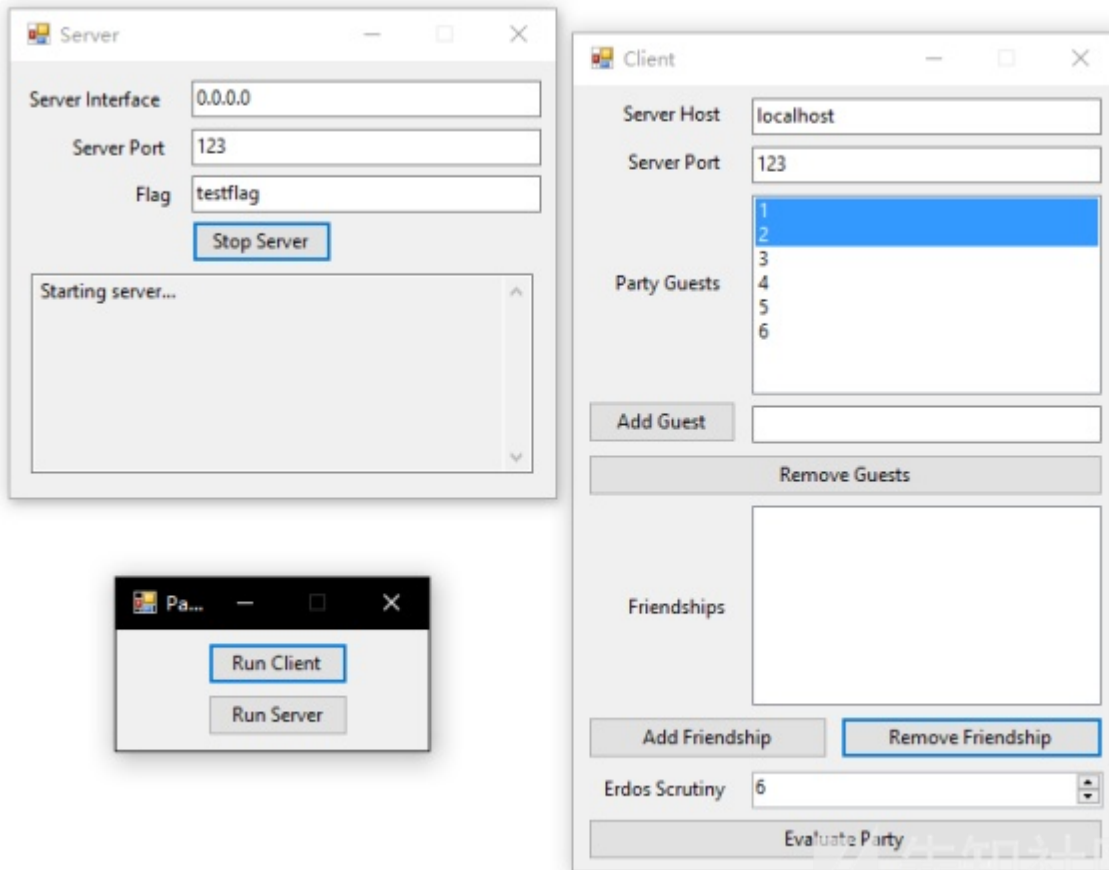 Server
Server Interface 0.0.0.0
Server Port 123
Flag testflag
Stop Server
Starting server...
Pa...
Run Client
Run Server
Client
Server Host localhost
Server Port 123
Party Guests
1
2
3
4
5
6
Add Guest
Remove Guests
Friendships
Add Friendship Remove Friendship
Erdos Scrutiny 6
Evaluate Party